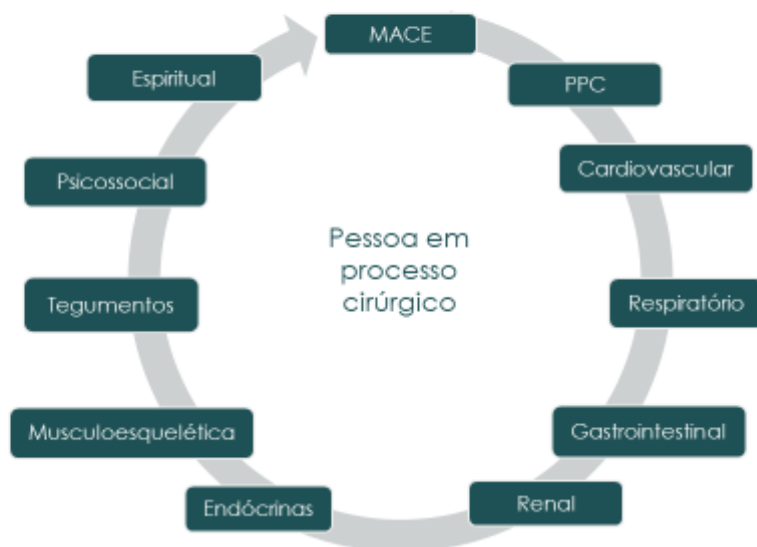 MACE
PPC
Cardiovascular
Respiratório
Gastrointestinal
Renal
Endócrinas
Musculoesquelética
Tegumentos
Psicossocial
Espiritual
Pessoa em
processo
cirúrgico